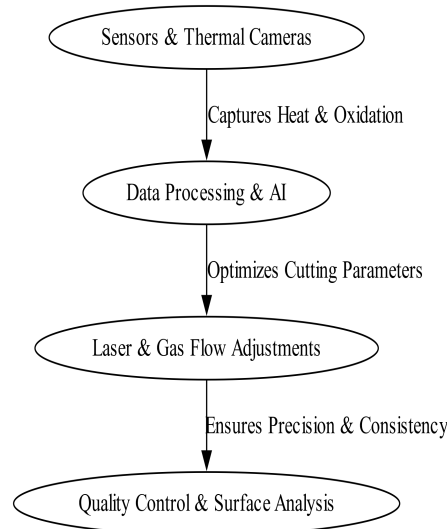 Sensors & Thermal Cameras
Captures Heat & Oxidation
Data Processing & AI
Optimizes Cutting Parameters
Laser & Gas Flow Adjustments
Ensures Precision & Consistency
Quality Control & Surface Analysis